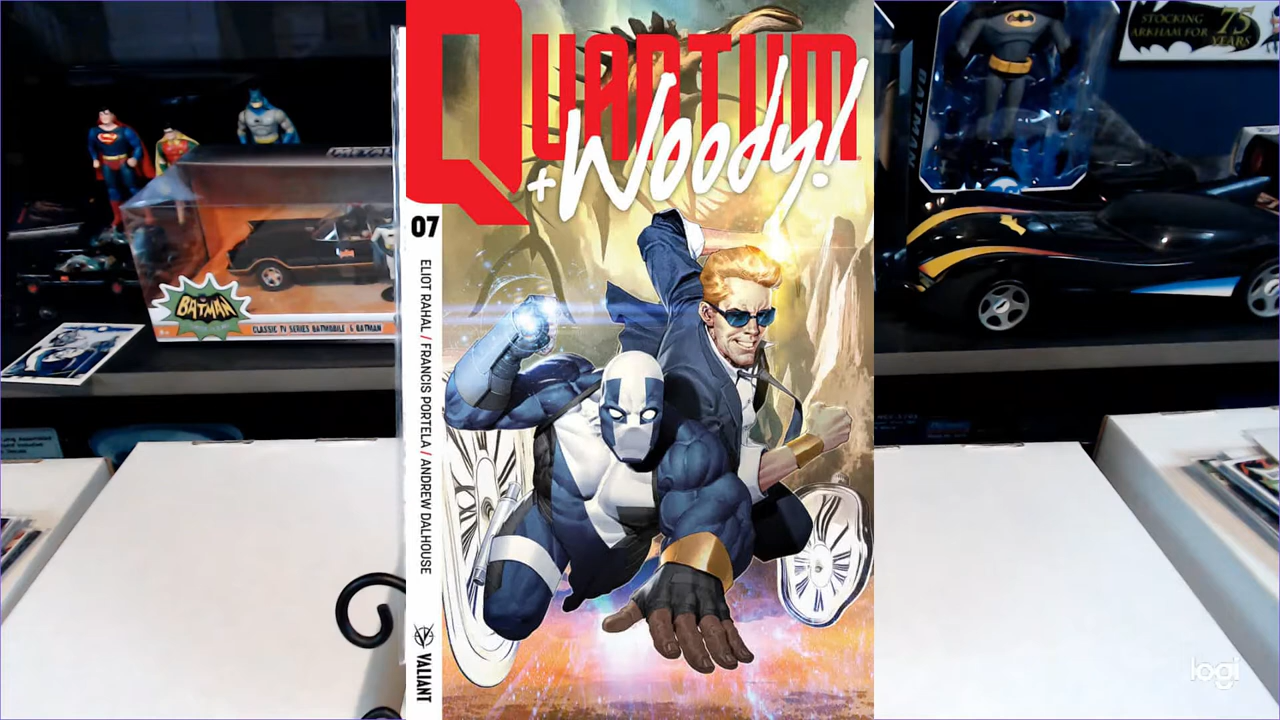 QUANTUM
+Woody!
07
ELIOT RAHAL / FRANCIS PORTELA / ANDREW DALHOUSE
VALIANT
BATMAN
CLASSIC TV SERIES BATMOBILE & BATMAN
BATMAN
STOCKING
ARKHAM FOR 75
YEARS
logi